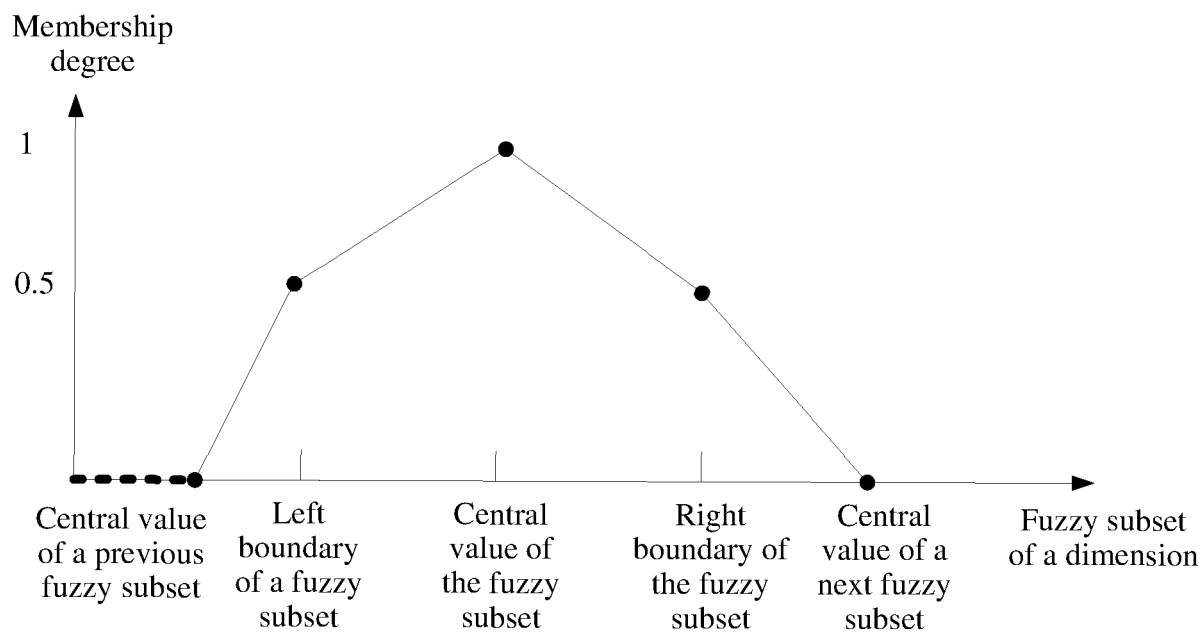 Membership
degree
1
0.5
Central value
of a previous
fuzzy subset
Left
boundary
of a fuzzy
subset
Central
value of
the fuzzy
subset
Right
boundary of
the fuzzy
subset
Central
value of a
next fuzzy
subset
Fuzzy subset
of a dimension